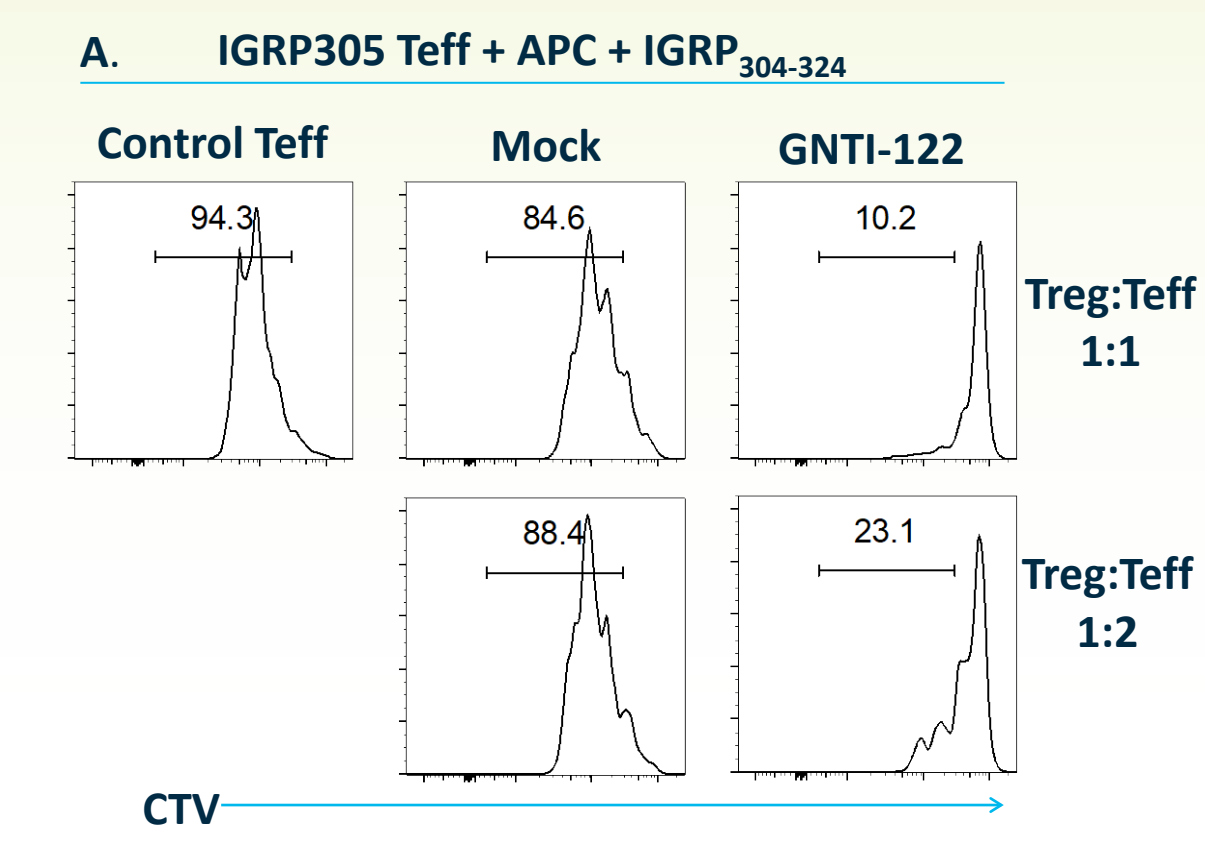 A. IGRP305 Teff + APC + IGRP304-324
Control Teff Mock GNTI-122
94.3 84.6 10.2
Treg:Teff
1:1
88.4 23.1
Treg:Teff
1:2
CTV